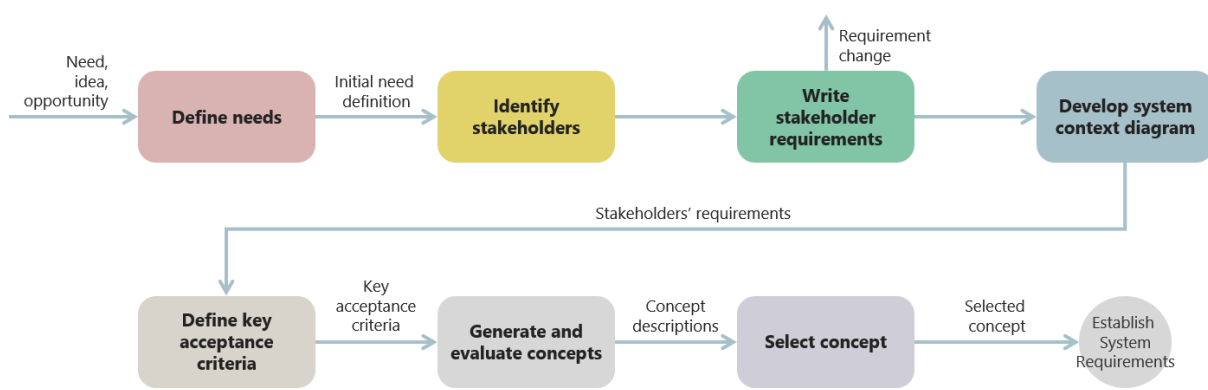 Need,
idea,
opportunity
Define needs
Initial need
definition
Identify
stakeholders
Requirement
change
Write
stakeholder
requirements
Develop system
context diagram
Stakeholders’ requirements
Define key
acceptance
criteria
Key
acceptance
criteria
Generate and
evaluate concepts
Concept
descriptions
Select concept
Selected
concept
Establish
System
Requirements